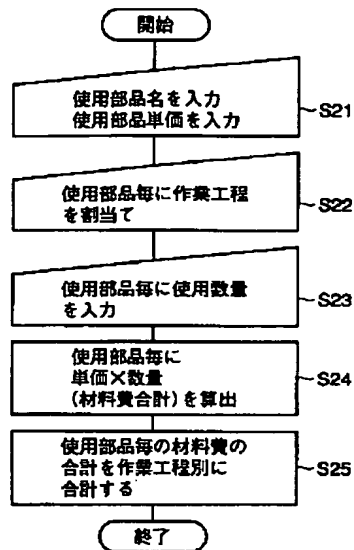 開始
使用部品名を入力
使用部品単価を入力
S21
使用部品毎に作業工程
を割当て
S22
使用部品毎に使用数量
を入力
S23
使用部品毎に
単価×数量
(材料費合計)を算出
S24
使用部品毎の材料費の
合計を作業工程別に
合計する
S25
終了